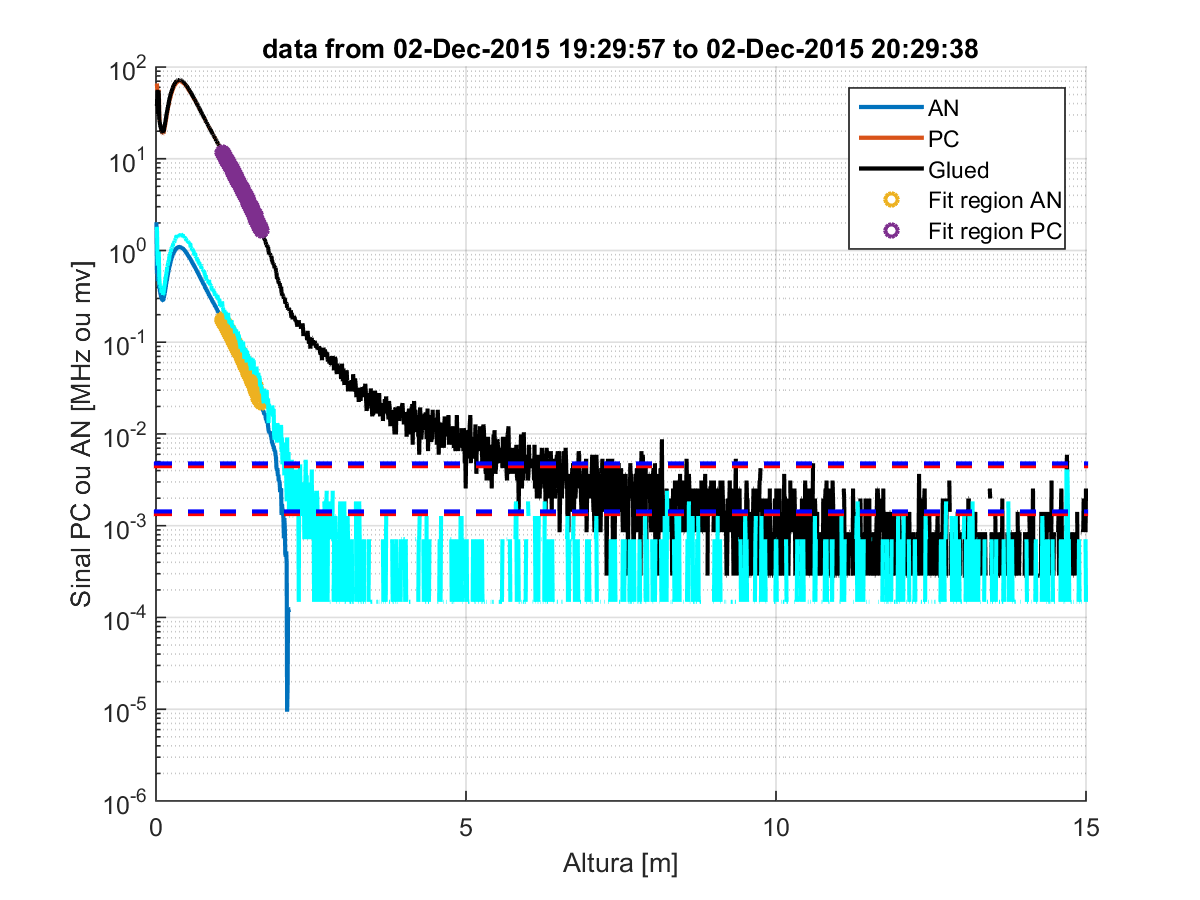 data from 02-Dec-2015 19:29:57 to 02-Dec-2015 20:29:38
AN
PC
Glued
Fit region AN
Fit region PC
Sinal PC ou AN [MHz ou mv]
10^2
10^1
10^0
10^-1
10^-2
10^-3
10^-4
10^-5
10^-6
0 5 10 15
Altura [m]